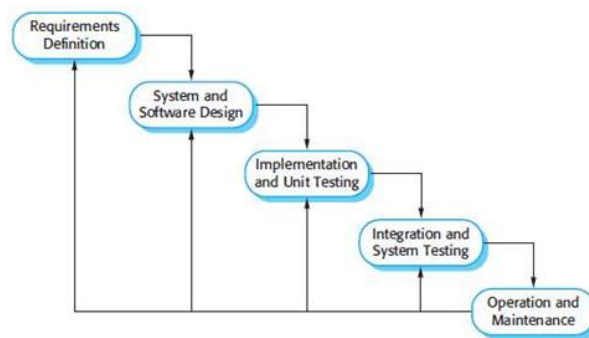 Requirements
Definition
System and
Software Design
Implementation
and Unit Testing
Integration and
System Testing
Operation and
Maintenance